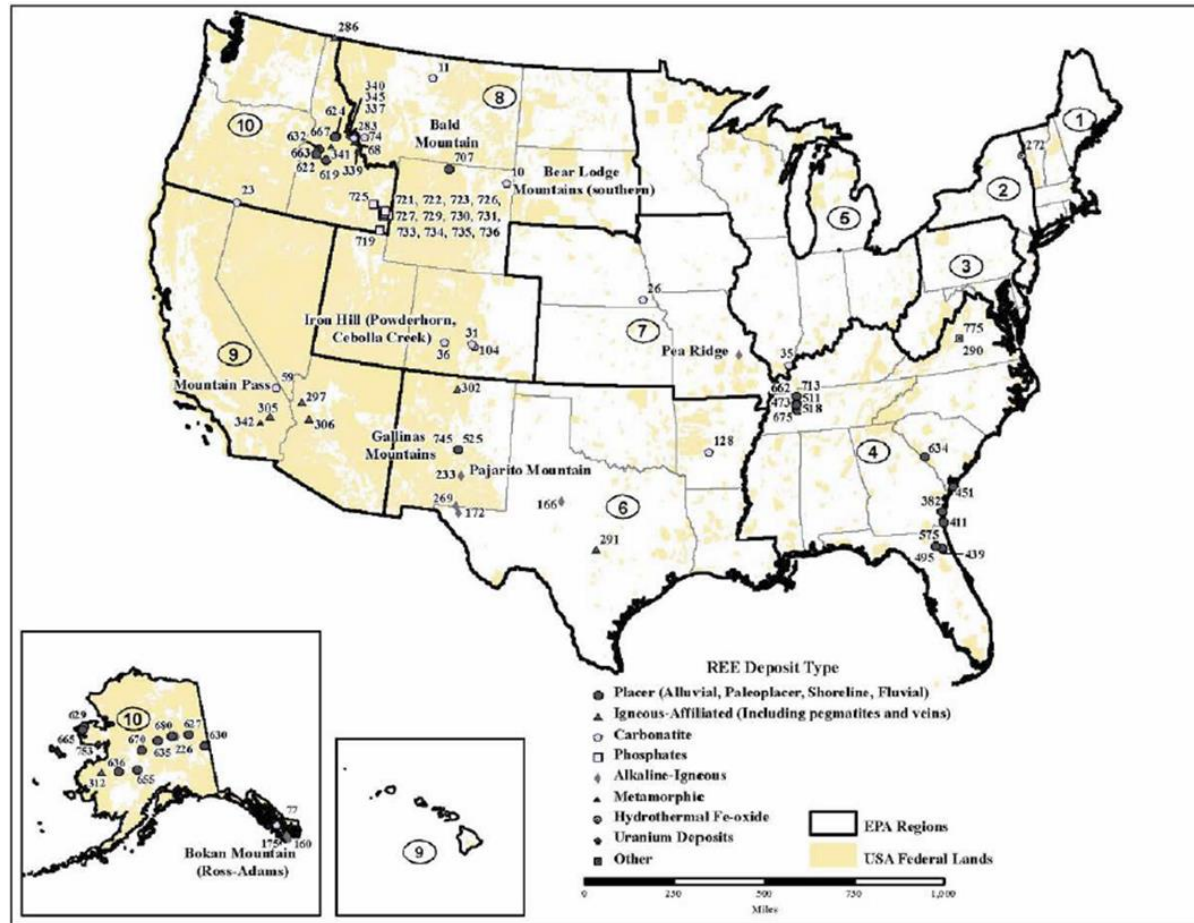 286
11
340
345
337
8
1
624
10
667
283
74
632
Bald
Mountain
272
663
341
68
707
622
619
339
10
Bear Lodge
Mountains (southern)
2
23
725
721, 722, 723, 726,
727, 729, 730, 731,
733, 734, 735, 736
5
719
3
26
Iron Hill (Powderhorn,
Cebolla Creek)
31
104
36
7
775
290
9
Pea Ridge
35
Mountain Pass
59
302
662
713
473
511
675
518
297
305
342
306
Gallinas
Mountains
745
525
128
4
634
233
Pajarito Mountain
451
269
172
166
6
382
411
291
575
495
439
REE Deposit Type
Placer (Alluvial, Paleoplacer, Shoreline, Fluvial)
Igneous-Affiliated (Including pegmatites and veins)
Carbonatite
Phosphates
Alkaline-Igneous
Metamorphic
Hydrothermal Fe-oxide
Uranium Deposits
Other
EPA Regions
USA Federal Lands
0 250 500 750 1,000
Miles
10
629
680
627
665
670
630
753
635
226
636
312
655
77
175
160
Bokan Mountain
(Ross-Adams)
9